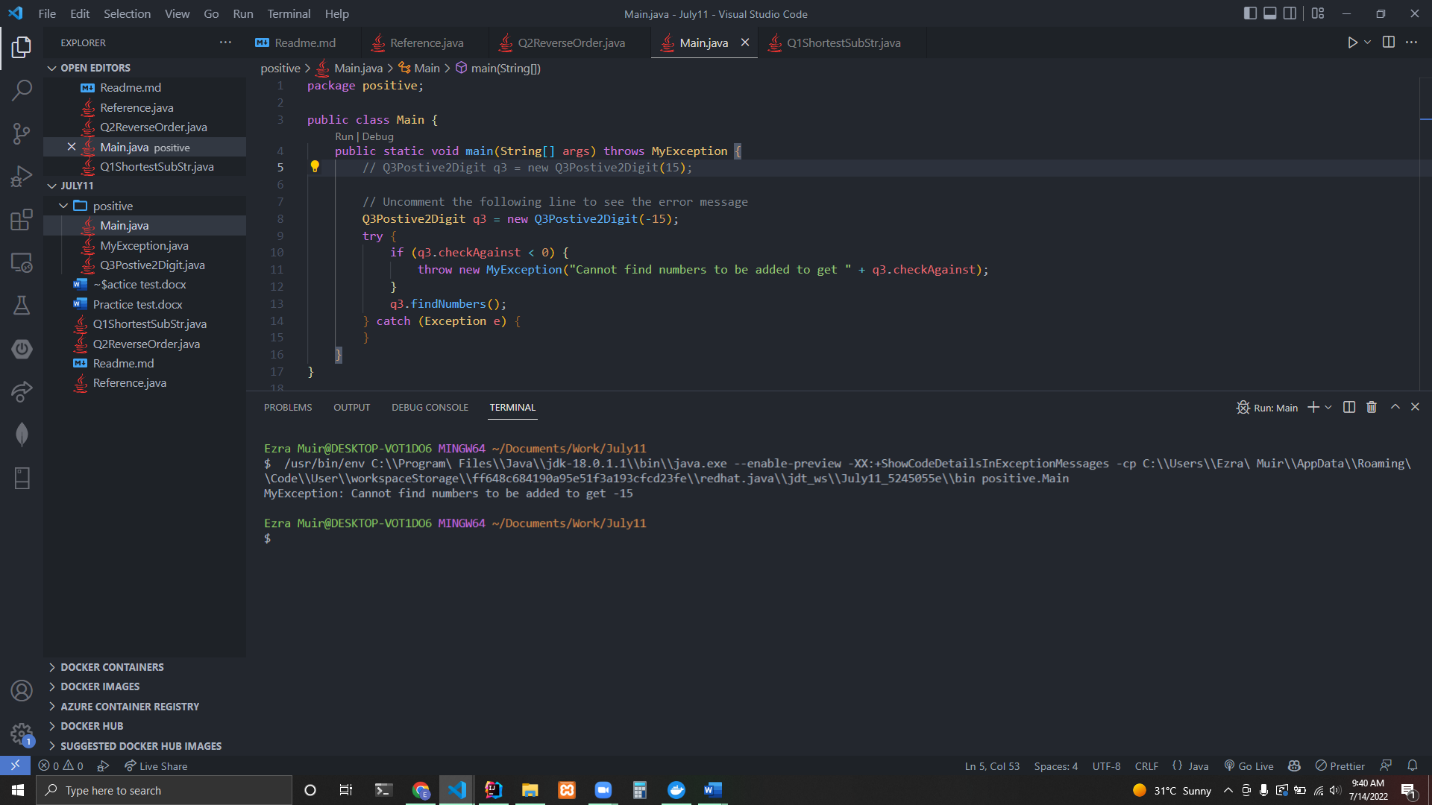 File Edit Selection View Go Run Terminal Help
Main.java - July11 - Visual Studio Code
EXPLORER
Readme.md Reference.java Q2ReverseOrder.java Main.java Q1ShortestSubStr.java
OPEN EDITORS
Readme.md
Reference.java
Q2ReverseOrder.java
Main.java positive
Q1ShortestSubStr.java
JULY11
positive
Main.java
MyException.java
Q3Postive2Digit.java
~$actice test.docx
Practice test.docx
Q1ShortestSubStr.java
Q2ReverseOrder.java
Readme.md
Reference.java
DOCKER CONTAINERS
DOCKER IMAGES
AZURE CONTAINER REGISTRY
DOCKER HUB
SUGGESTED DOCKER HUB IMAGES
positive > Main.java > Main > main(String[])
1 package positive;
2
3 public class Main {
Run | Debug
4 public static void main(String[] args) throws MyException {
5 // Q3Postive2Digit q3 = new Q3Postive2Digit(15);
6
7 // Uncomment the following line to see the error message
8 Q3Postive2Digit q3 = new Q3Postive2Digit(-15);
9 try {
10 if (q3.checkAgainst < 0) {
11 throw new MyException("Cannot find numbers to be added to get " + q3.checkAgainst);
12 }
13 q3.findNumbers();
14 } catch (Exception e) {
15 }
16 }
17 }
18
PROBLEMS OUTPUT DEBUG CONSOLE TERMINAL
Run: Main
Ezra Muir@DESKTOP-VOT1DO6 MINGW64 ~/Documents/Work/July11
$ /usr/bin/env C:\\Program\ Files\\Java\\jdk-18.0.1.1\\bin\\java.exe --enable-preview -XX:+ShowCodeDetailsInExceptionMessages -cp C:\\Users\\Ezra\ Muir\\AppData\\Roaming\
\Code\\User\\workspaceStorage\\ff648c684190a95e51f3a193cfcd23fe\\redhat.java\\jdt_ws\\July11_5245055e\\bin positive.Main
MyException: Cannot find numbers to be added to get -15
Ezra Muir@DESKTOP-VOT1DO6 MINGW64 ~/Documents/Work/July11
$
1
0 0 Live Share
Ln 5, Col 53 Spaces: 4 UTF-8 CRLF {} Java Go Live Prettier
Type here to search
31°C Sunny
9:40 AM
7/14/2022
1